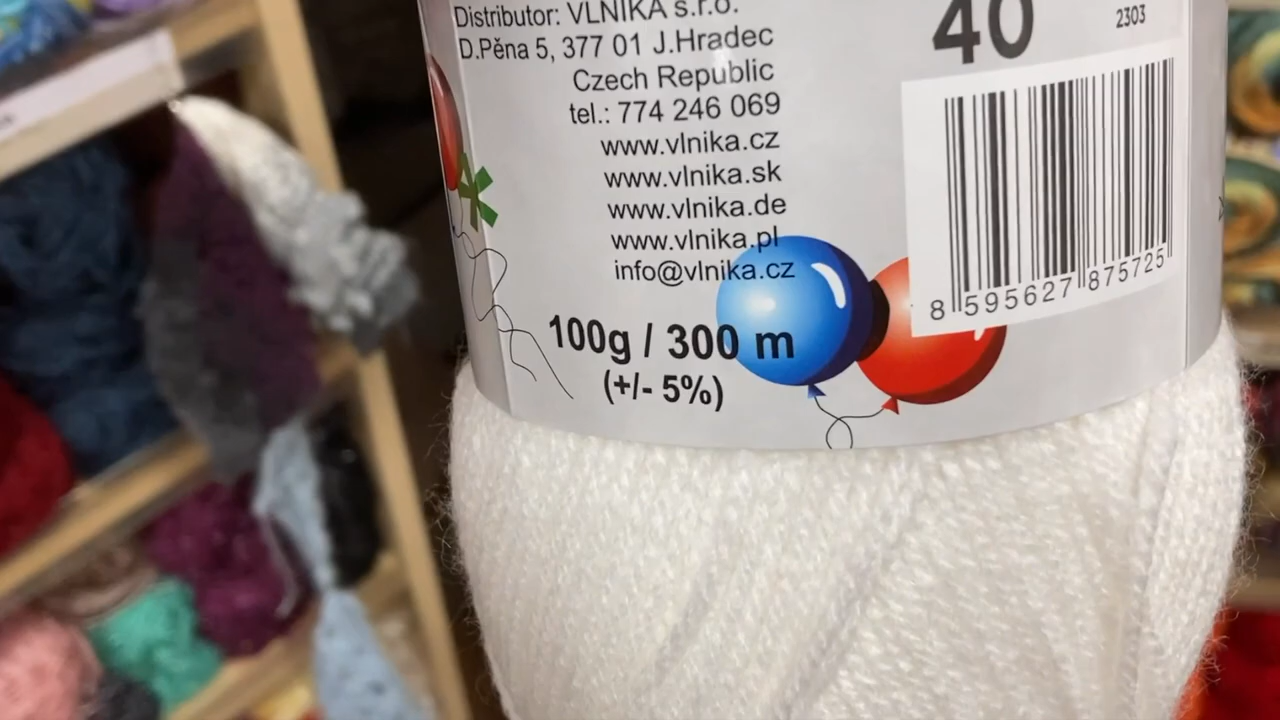 Distributor: VLNIKA s.r.o.
D.Pěna 5, 377 01 J.Hradec
Czech Republic
tel.: 774 246 069
www.vlnika.cz
www.vlnika.sk
www.vlnika.de
www.vlnika.pl
info@vlnika.cz
100g / 300 m
(+/- 5%)
40
2303
8 595627 875725